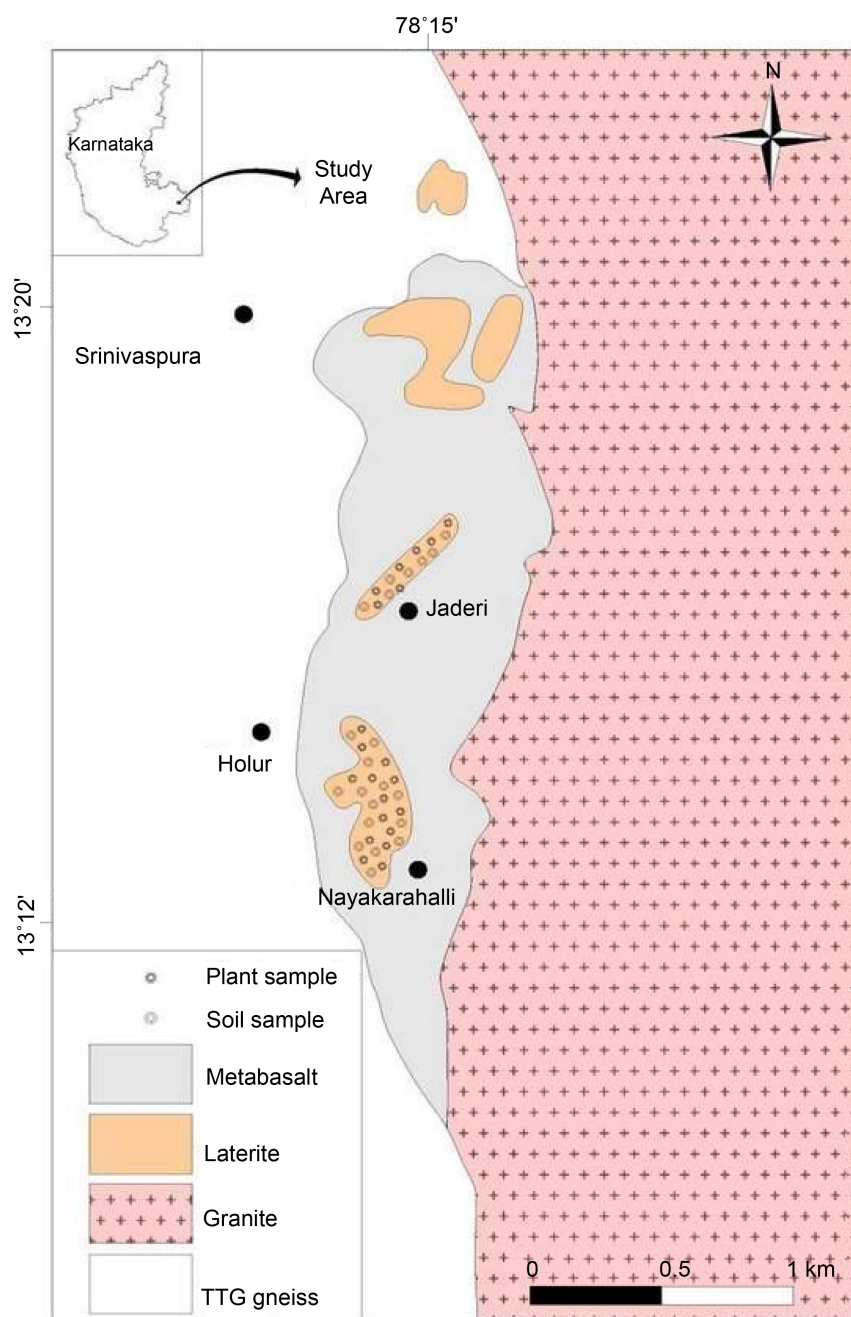 78°15'
N
Karnataka
Study
Area
13°20'
Srinivaspura
Jaderi
Holur
Nayakarahalli
13°12'
Plant sample
Soil sample
Metabasalt
Laterite
Granite
TTG gneiss
0 0.5 1 km